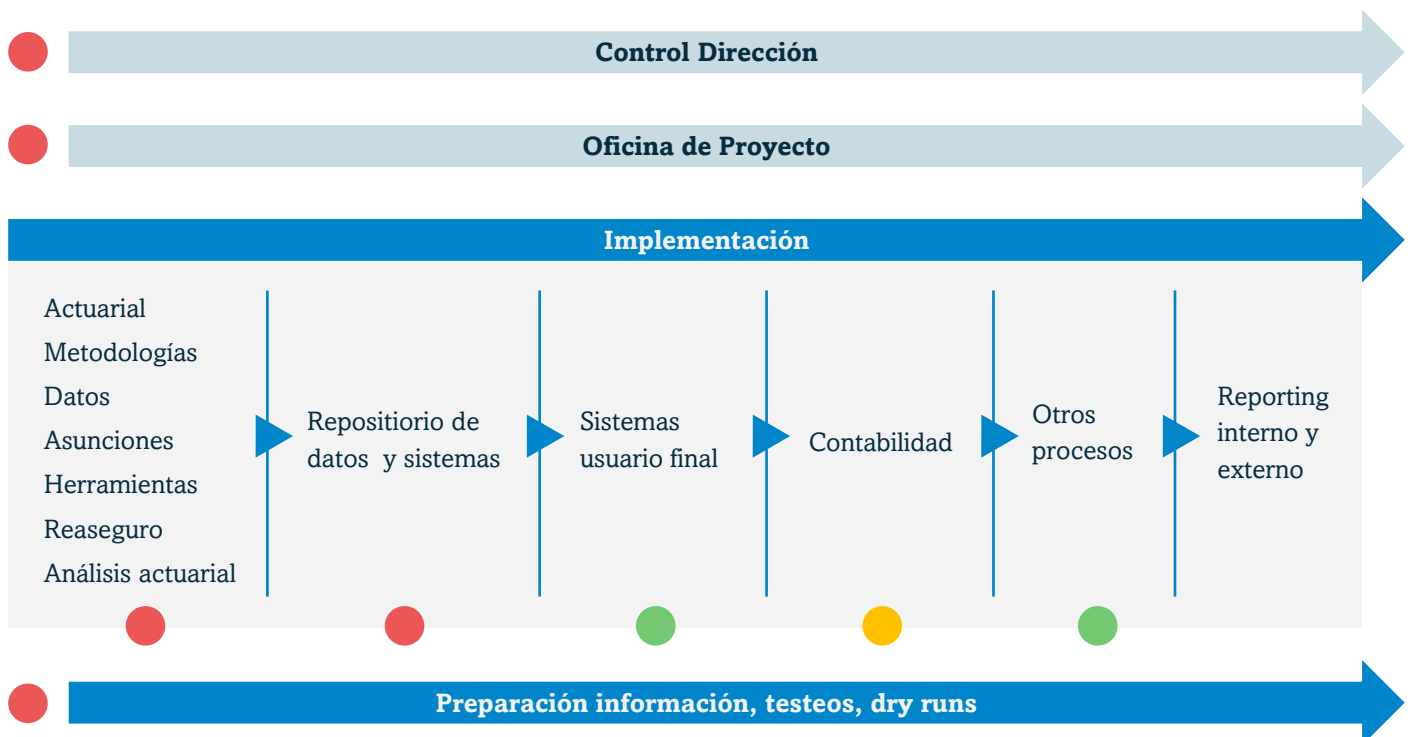 Control Dirección
Oficina de Proyecto
Implementación
Actuarial
Metodologías
Datos
Asunciones
Herramientas
Reaseguro
Análisis actuarial
Repositiorio de
datos y sistemas
Sistemas
usuario final
Contabilidad
Otros
procesos
Reporting
interno y
externo
Preparación información, testeos, dry runs